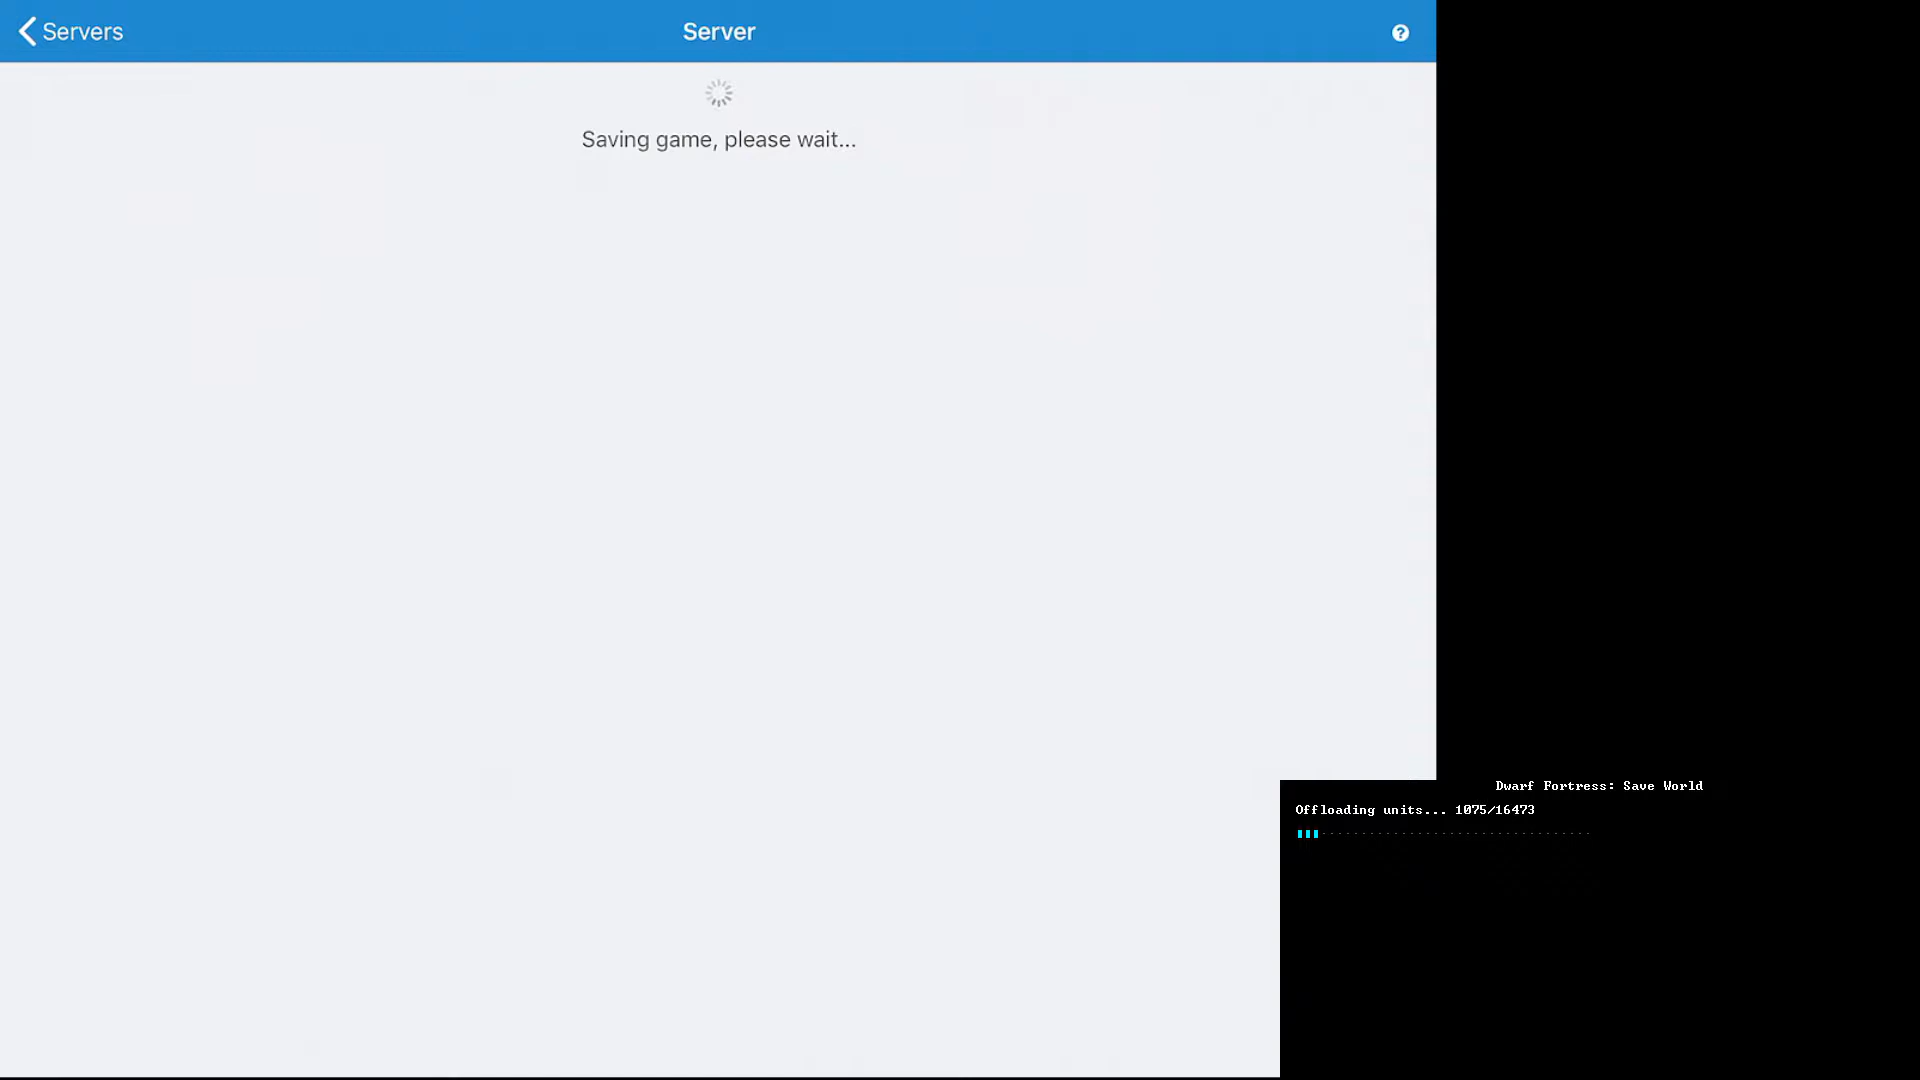 Servers
Server
?
Saving game, please wait...
Dwarf Fortress: Save World
Offloading units... 1075/16473